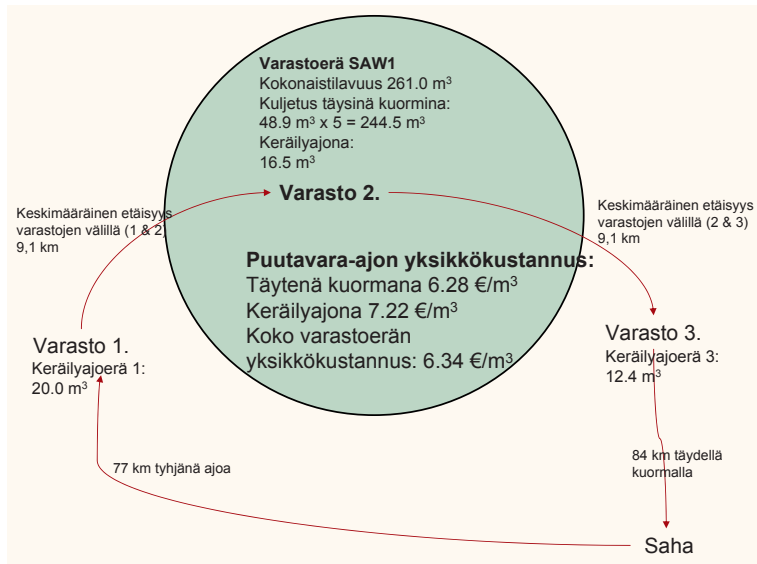 Varastoerä SAW1
Kokonaistilavuus 261.0 m³
Kuljetus täysinä kuormina:
48.9 m³ x 5 = 244.5 m³
Keräilyajona:
16.5 m³
Varasto 2.
Keskimääräinen etäisyys
varastojen välillä (1 & 2)
9,1 km
Keskimääräinen etäisyys
varastojen välillä (2 & 3)
9,1 km
Puutavara-ajon yksikkökustannus:
Täytenä kuormana 6.28 €/m³
Keräilyajona 7.22 €/m³
Koko varastoerän
yksikkökustannus: 6.34 €/m³
Varasto 1.
Keräilyajoerä 1:
20.0 m³
Varasto 3.
Keräilyajoerä 3:
12.4 m³
77 km tyhjänä ajoa
84 km täydellä
kuormalla
Saha